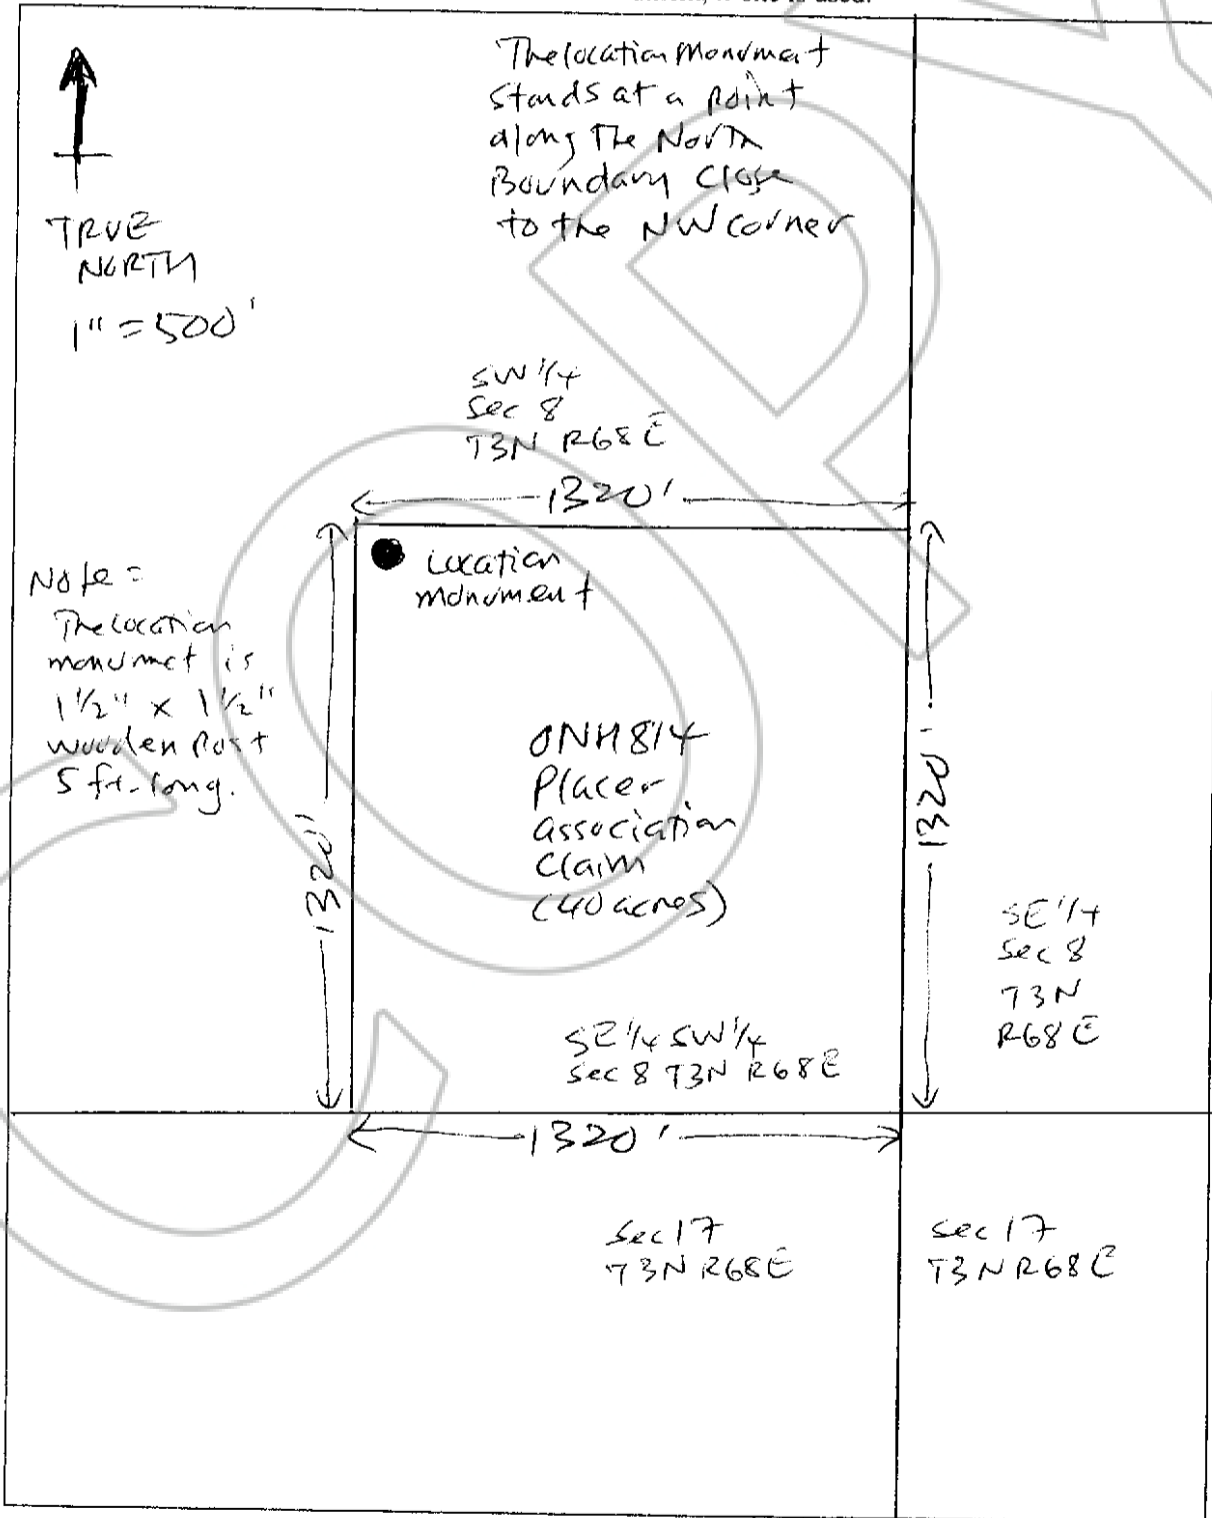 The location Monument
Stands at a Point
along The North
Boundary Close
to the NW corner
TRUE
NORTH
1" = 500'
SW 1/4
Sec 8
T3N R68E
1320'
Location
monument
Note =
The location
monumet is
1 1/2" x 1 1/2"
wooden Post
5 ft. long.
1320'
ONH 814
Placer
association
Claim
(40 acres)
1320'
SE 1/4
Sec 8
T3N
R68E
SE 1/4 SW 1/4
Sec 8 T3N R68E
1320'
Sec 17
T3N R68E
Sec 17
T3N R68E
COPY